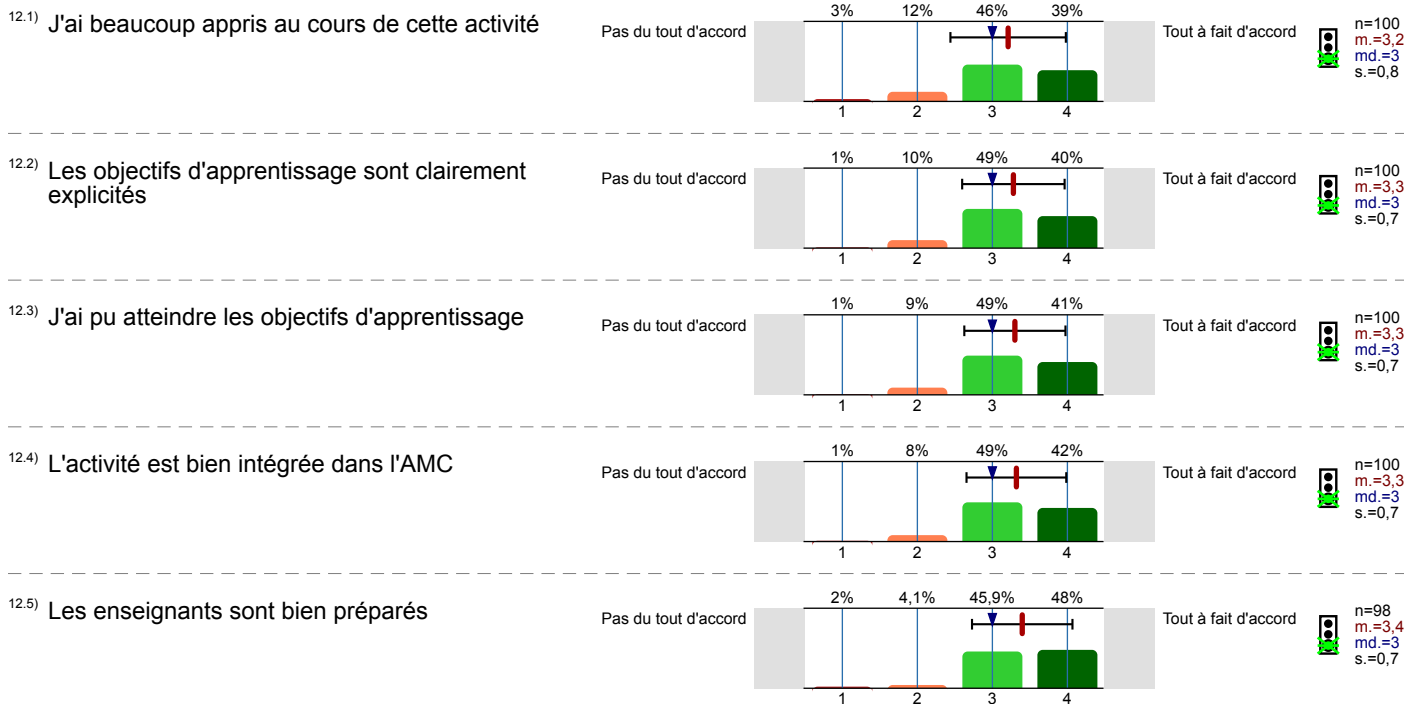 12.1) J'ai beaucoup appris au cours de cette activité
Pas du tout d'accord
3% 12% 46% 39%
1 2 3 4
Tout à fait d'accord
n=100
m.=3,2
md.=3
s.=0,8
12.2) Les objectifs d'apprentissage sont clairement
explicités
Pas du tout d'accord
1% 10% 49% 40%
1 2 3 4
Tout à fait d'accord
n=100
m.=3,3
md.=3
s.=0,7
12.3) J'ai pu atteindre les objectifs d'apprentissage
Pas du tout d'accord
1% 9% 49% 41%
1 2 3 4
Tout à fait d'accord
n=100
m.=3,3
md.=3
s.=0,7
12.4) L'activité est bien intégrée dans l'AMC
Pas du tout d'accord
1% 8% 49% 42%
1 2 3 4
Tout à fait d'accord
n=100
m.=3,3
md.=3
s.=0,7
12.5) Les enseignants sont bien préparés
Pas du tout d'accord
2% 4,1% 45,9% 48%
1 2 3 4
Tout à fait d'accord
n=98
m.=3,4
md.=3
s.=0,7